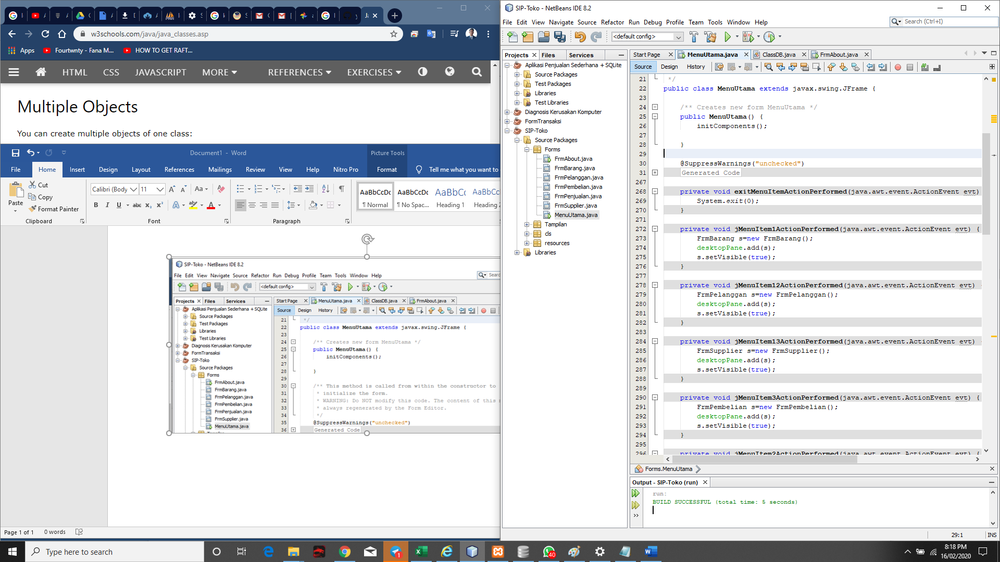 w3schools.com/java/java_classes.asp
Apps
Fourtwnty - Fana M...
HOW TO GET RAFT...
HTML CSS JAVASCRIPT MORE REFERENCES EXERCISES
Multiple Objects
You can create multiple objects of one class:
Document1 - Word
Picture Tools
File Home Insert Design Layout References Mailings Review View Help Nitro Pro Format Tell me what you want to
Paste
Cut
Copy
Format Painter
Clipboard
Calibri (Body 11
Font
Paragraph
AaBbCcDc AaBbCcDc AaBbCc AaBbCcD
¶ Normal ¶ No Spac... Heading 1 Heading 2
SIP-Toko - NetBeans IDE 8.2
File Edit View Navigate Source Refactor Run Debug Profile Team Tools Window Help
<default config>
Projects Files Services
Aplikasi Penjualan Sederhana + SQLite
Source Packages
Test Packages
Libraries
Test Libraries
Diagnosis Kerusakan Komputer
FormTransaksi
SIP-Toko
Source Packages
Forms
FrmAbout.java
FrmBarang.java
FrmPelanggan.java
FrmPembelian.java
FrmPenjualan.java
FrmSupplier.java
MenuUtama.java
Start Page MenuUtama.java ClassDB.java FrmAbout.java
Source Design History
21 */
22 public class MenuUtama extends javax.swing.JFrame {
23
24 /** Creates new form MenuUtama */
25 public MenuUtama() {
26 initComponents();
27
28 }
29
30 /** This method is called from within the constructor to
31 * initialize the form.
32 * WARNING: Do NOT modify this code. The content of this
33 * always regenerated by the Form Editor.
34 */
35 @SuppressWarnings("unchecked")
36 Generated Code
Page 1 of 1 0 words
SIP-Toko - NetBeans IDE 8.2
File Edit View Navigate Source Refactor Run Debug Profile Team Tools Window Help
Search (Ctrl+I)
<default config>
Projects Files Services
Aplikasi Penjualan Sederhana + SQLite
Source Packages
Test Packages
Libraries
Test Libraries
Diagnosis Kerusakan Komputer
FormTransaksi
SIP-Toko
Source Packages
Forms
FrmAbout.java
FrmBarang.java
FrmPelanggan.java
FrmPembelian.java
FrmPenjualan.java
FrmSupplier.java
MenuUtama.java
Tampilan
cls
resources
Libraries
Start Page MenuUtama.java ClassDB.java FrmAbout.java
Source Design History
21 */
22 public class MenuUtama extends javax.swing.JFrame {
23
24 /** Creates new form MenuUtama */
25 public MenuUtama() {
26 initComponents();
27
28 }
29
30 @SuppressWarnings("unchecked")
31 Generated Code
267
268 private void exitMenuItemActionPerformed(java.awt.event.ActionEvent evt)
269 System.exit(0);
270 }
271
272 private void jMenuItem1ActionPerformed(java.awt.event.ActionEvent evt) {
273 FrmBarang s=new FrmBarang();
274 desktopPane.add(s);
275 s.setVisible(true);
276 }
277
278 private void jMenuItem12ActionPerformed(java.awt.event.ActionEvent evt)
279 FrmPelanggan s=new FrmPelanggan();
280 desktopPane.add(s);
281 s.setVisible(true);
282 }
283
284 private void jMenuItem13ActionPerformed(java.awt.event.ActionEvent evt)
285 FrmSupplier s=new FrmSupplier();
286 desktopPane.add(s);
287 s.setVisible(true);
288 }
289
290 private void jMenuItem3ActionPerformed(java.awt.event.ActionEvent evt) {
291 FrmPembelian s=new FrmPembelian();
292 desktopPane.add(s);
293 s.setVisible(true);
294 }
295
296 private void jMenuItem2ActionPerformed(java.awt.event.ActionEvent evt) {
Forms.MenuUtama
Output - SIP-Toko (run)
run:
BUILD SUCCESSFUL (total time: 5 seconds)
29:1 INS
Type here to search
1
40
8:18 PM
16/02/2020